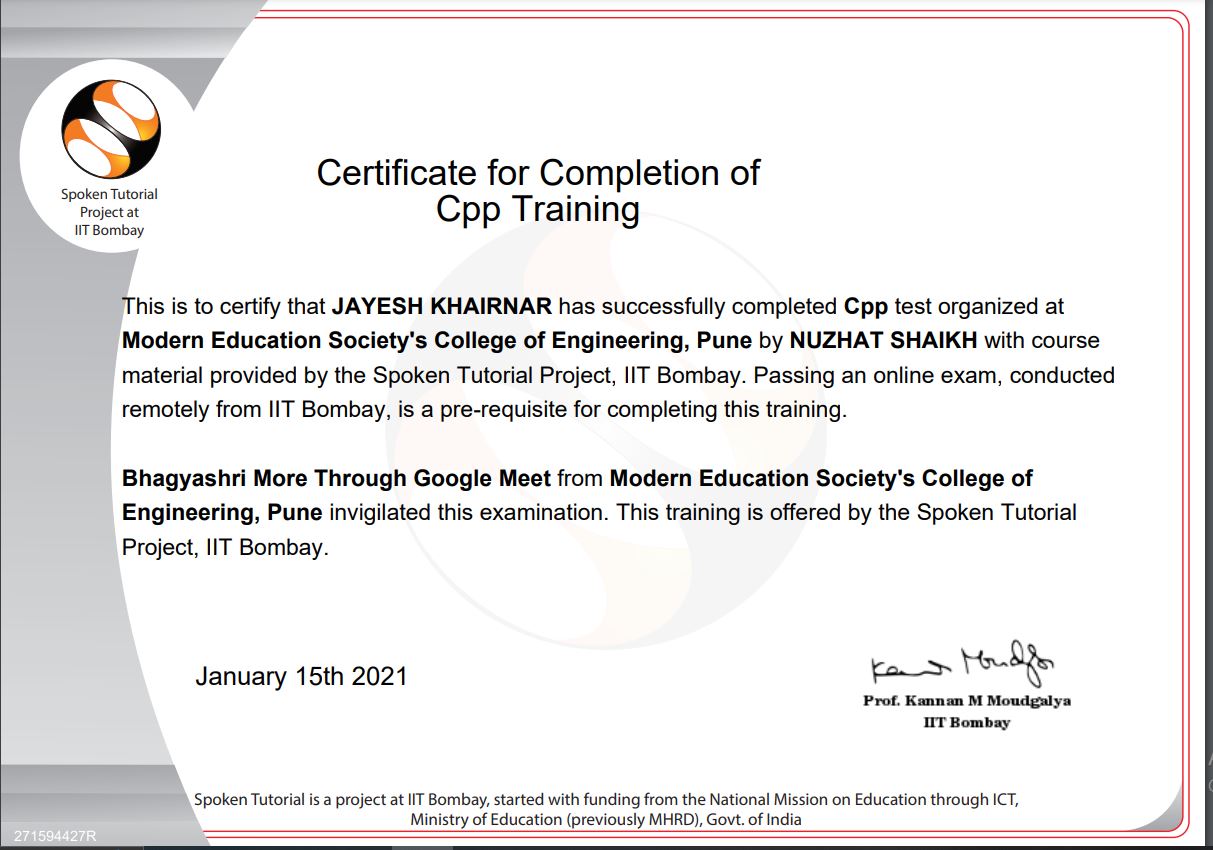 Spoken Tutorial
Project at
IIT Bombay
Certificate for Completion of
Cpp Training
This is to certify that JAYESH KHAIRNAR has successfully completed Cpp test organized at
Modern Education Society's College of Engineering, Pune by NUZHAT SHAIKH with course
material provided by the Spoken Tutorial Project, IIT Bombay. Passing an online exam, conducted
remotely from IIT Bombay, is a pre-requisite for completing this training.
Bhagyashri More Through Google Meet from Modern Education Society's College of
Engineering, Pune invigilated this examination. This training is offered by the Spoken Tutorial
Project, IIT Bombay.
January 15th 2021
Prof. Kannan M Moudgalya
IIT Bombay
Spoken Tutorial is a project at IIT Bombay, started with funding from the National Mission on Education through ICT,
Ministry of Education (previously MHRD), Govt. of India
271594427R